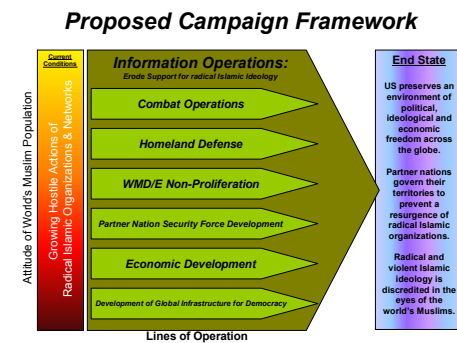 Proposed Campaign Framework
Attitude of World's Muslim Population
Current
Conditions
Growing Hostile Actions of
Radical Islamic Organizations & Networks
Information Operations:
Erode Support for radical Islamic Ideology
Combat Operations
Homeland Defense
WMD/E Non-Proliferation
Partner Nation Security Force Development
Economic Development
Development of Global Infrastructure for Democracy
Lines of Operation
End State
US preserves an
environment of
political,
ideological and
economic
freedom across
the globe.
Partner nations
govern their
territories to
prevent a
resurgence of
radical Islamic
organizations.
Radical and
violent Islamic
ideology is
discredited in the
eyes of the
world's Muslims.